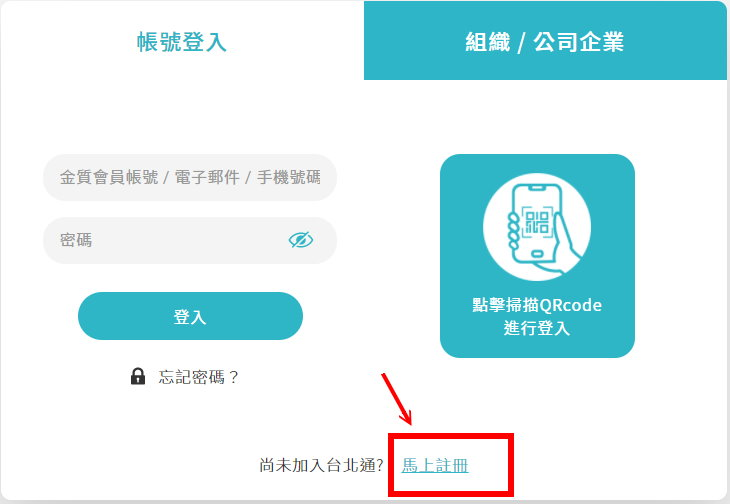 帳號登入
組織 / 公司企業
金質會員帳號 / 電子郵件 / 手機號碼
密碼
登入
忘記密碼？
點擊掃描QRcode
進行登入
尚未加入台北通? 馬上註冊